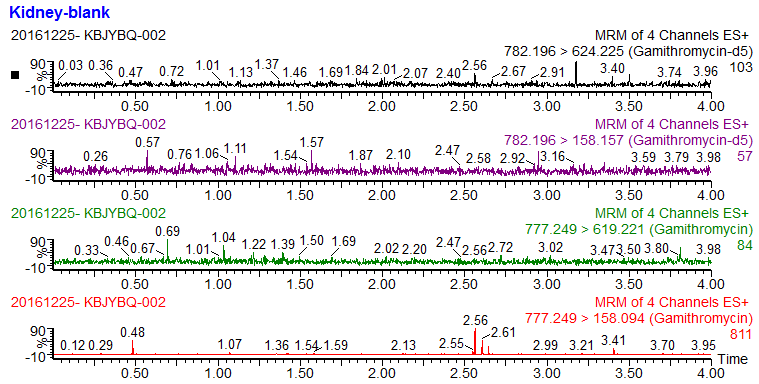 Kidney-blank
20161225- KBJYBQ-002 MRM of 4 Channels ES+
782.196 > 624.225 (Gamithromycin-d5)
103
90 % -10
0.03 0.36 0.47 0.72 1.01 1.13 1.37 1.46 1.69 1.84 2.01 2.07 2.40 2.56 2.67 2.91 3.40 3.74 3.96
0.50 1.00 1.50 2.00 2.50 3.00 3.50 4.00
20161225- KBJYBQ-002 MRM of 4 Channels ES+
782.196 > 158.157 (Gamithromycin-d5)
57
90 % -10
0.26 0.57 0.76 1.06 1.11 1.54 1.57 1.87 2.10 2.47 2.58 2.92 3.16 3.59 3.79 3.98
0.50 1.00 1.50 2.00 2.50 3.00 3.50 4.00
20161225- KBJYBQ-002 MRM of 4 Channels ES+
777.249 > 619.221 (Gamithromycin)
84
90 % -10
0.33 0.46 0.67 0.69 1.01 1.04 1.22 1.39 1.50 1.69 2.02 2.20 2.47 2.56 2.72 3.02 3.47 3.50 3.80 3.98
0.50 1.00 1.50 2.00 2.50 3.00 3.50 4.00
20161225- KBJYBQ-002 MRM of 4 Channels ES+
777.249 > 158.094 (Gamithromycin)
811
90 % -10
0.12 0.29 0.48 1.07 1.36 1.54 1.59 2.13 2.55 2.56 2.61 2.99 3.21 3.41 3.70 3.95
Time
0.50 1.00 1.50 2.00 2.50 3.00 3.50 4.00